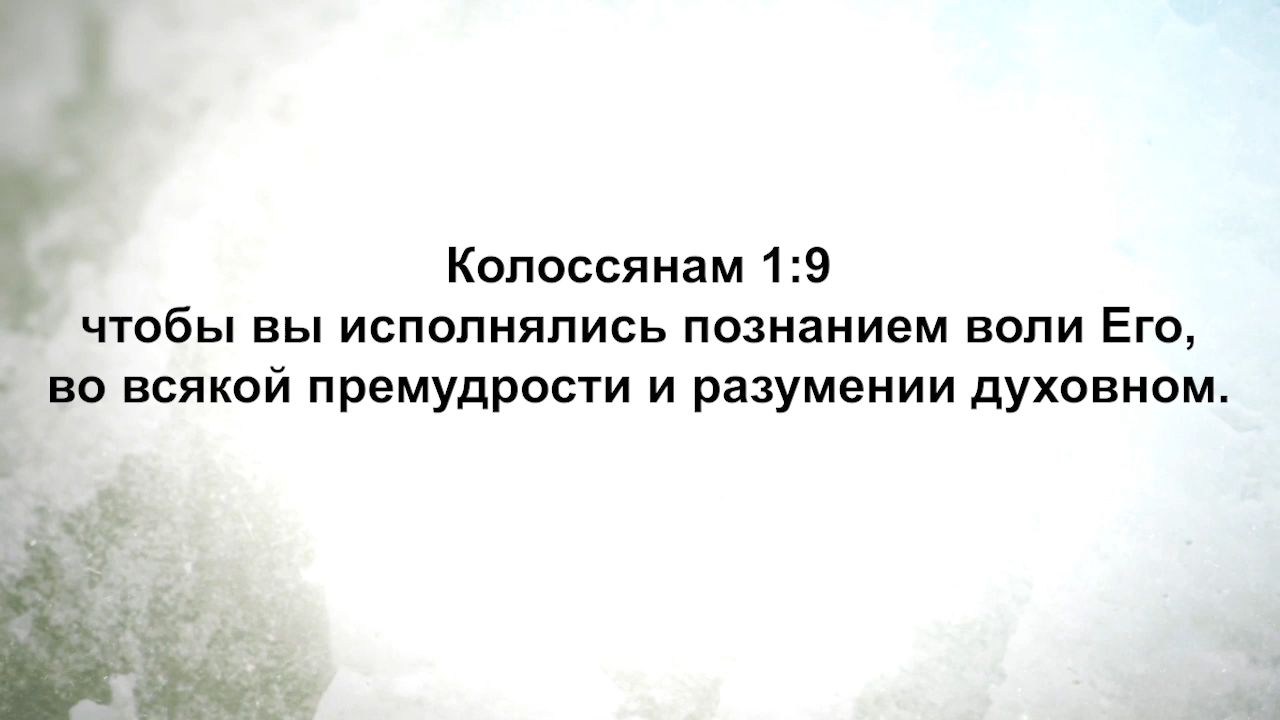 Колоссянам 1:9
чтобы вы исполнялись познанием воли Его,
во всякой премудрости и разумении духовном.